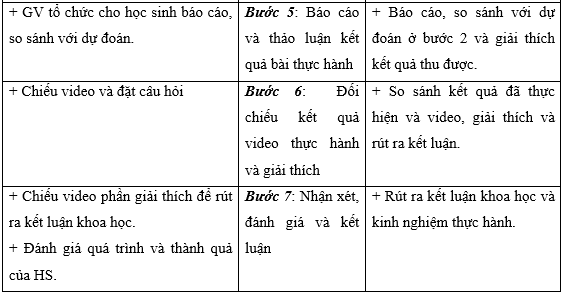 + GV tổ chức cho học sinh báo cáo,
so sánh với dự đoán.
Bước 5: Báo cáo
và thảo luận kết
quả bài thực hành
+ Báo cáo, so sánh với dự
đoán ở bước 2 và giải thích
kết quả thu được.
+ Chiếu video và đặt câu hỏi
Bước 6: Đối
chiếu kết quả
video thực hành
và giải thích
+ So sánh kết quả đã thực
hiện và video, giải thích và
rút ra kết luận.
+ Chiếu video phần giải thích để rút
ra kết luận khoa học.
+ Đánh giá quá trình và thành quả
của HS.
Bước 7: Nhận xét,
đánh giá và kết
luận
+ Rút ra kết luận khoa học và
kinh nghiệm thực hành.